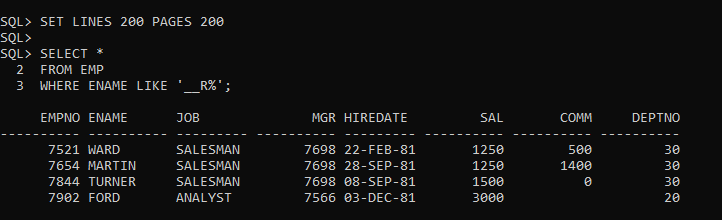 SQL> SET LINES 200 PAGES 200
SQL>
SQL> SELECT *
  2  FROM EMP
  3  WHERE ENAME LIKE '__R%';

     EMPNO ENAME      JOB              MGR HIREDATE         SAL       COMM     DEPTNO
---------- ---------- --------- ---------- --------- ---------- ---------- ----------
      7521 WARD       SALESMAN        7698 22-FEB-81       1250        500         30
      7654 MARTIN     SALESMAN        7698 28-SEP-81       1250       1400         30
      7844 TURNER     SALESMAN        7698 08-SEP-81       1500          0         30
      7902 FORD       ANALYST         7566 03-DEC-81       3000                    20